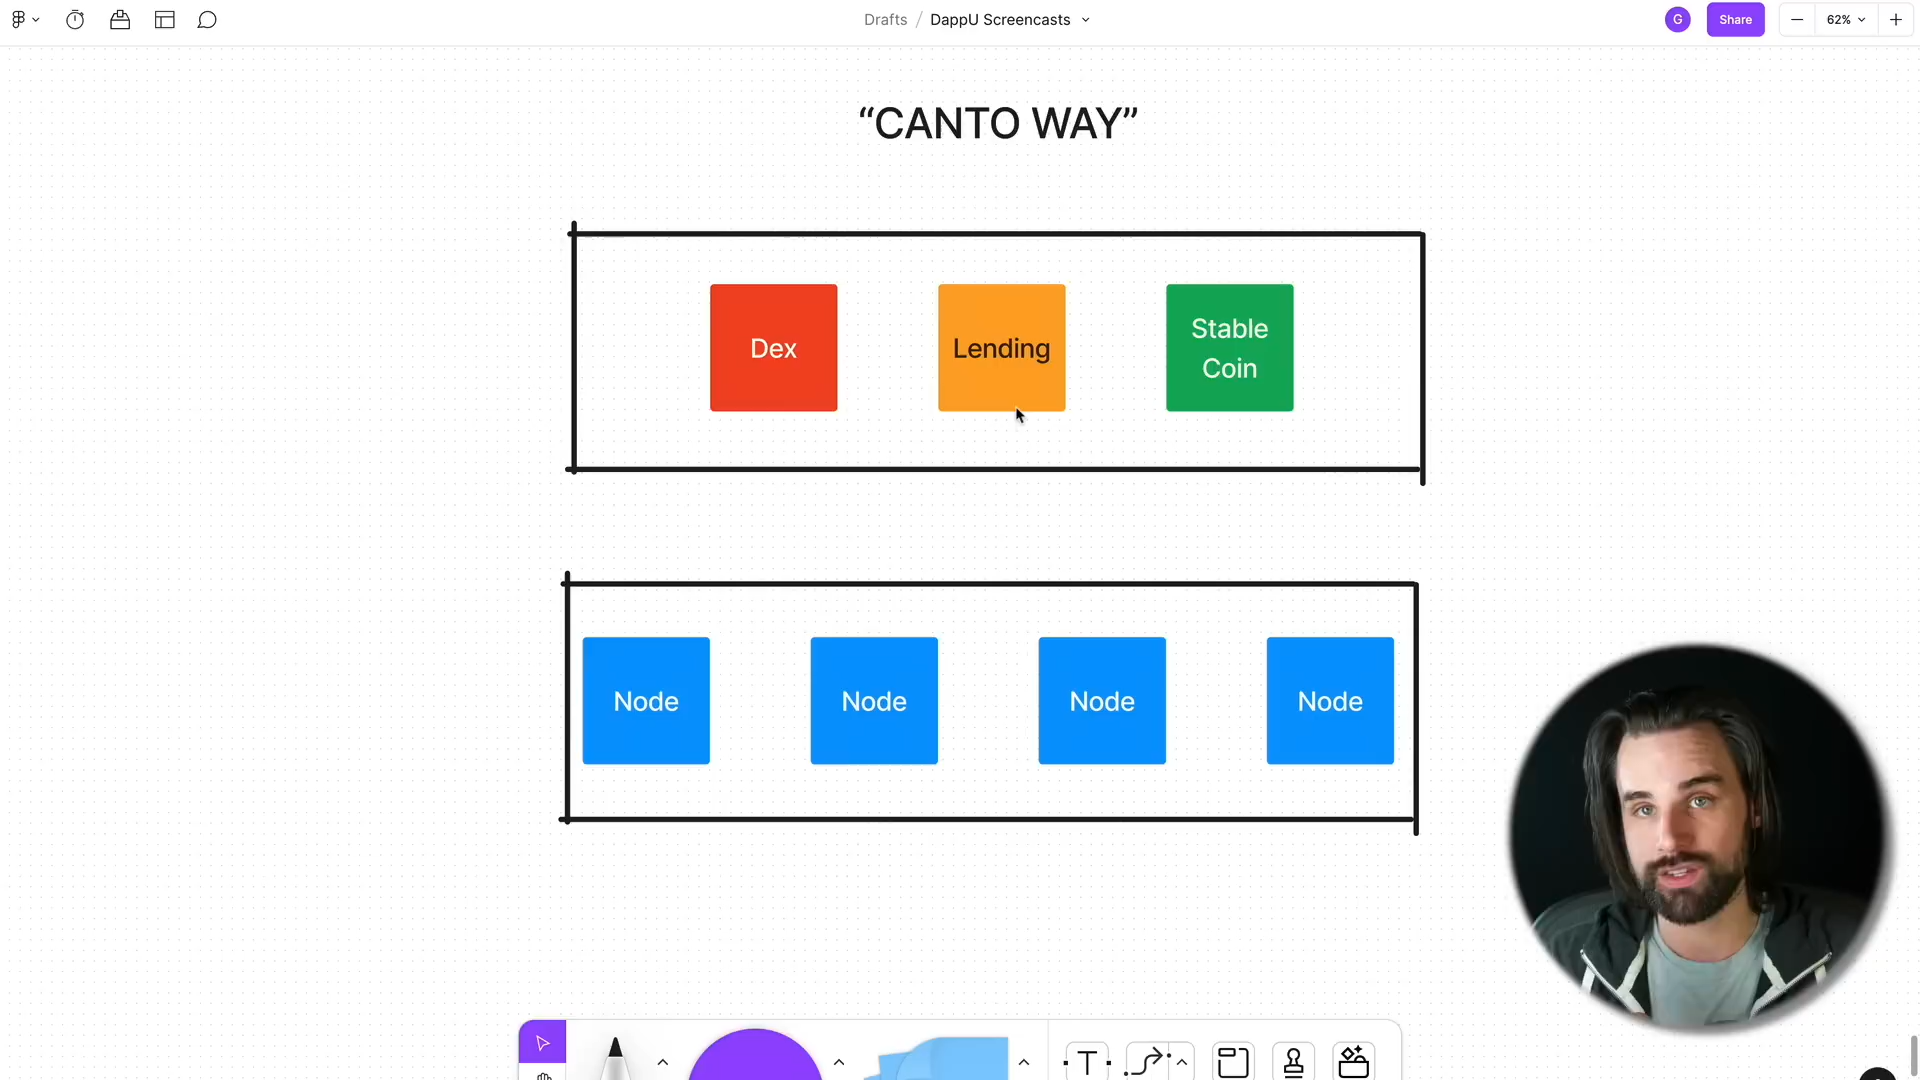 Drafts / DappU Screencasts
G
Share
62%
“CANTO WAY”
Dex
Lending
Stable
Coin
Node
Node
Node
Node
T